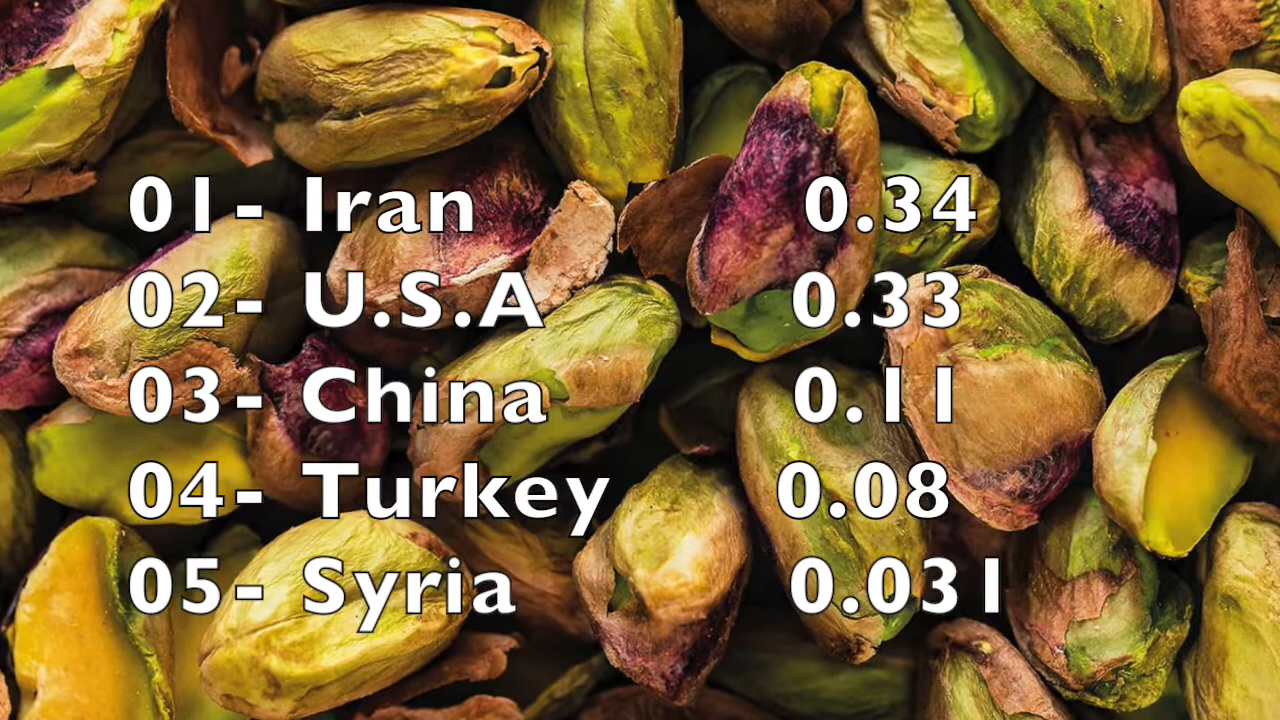 01- Iran 0.34
02- U.S.A 0.33
03- China 0.11
04- Turkey 0.08
05- Syria 0.031